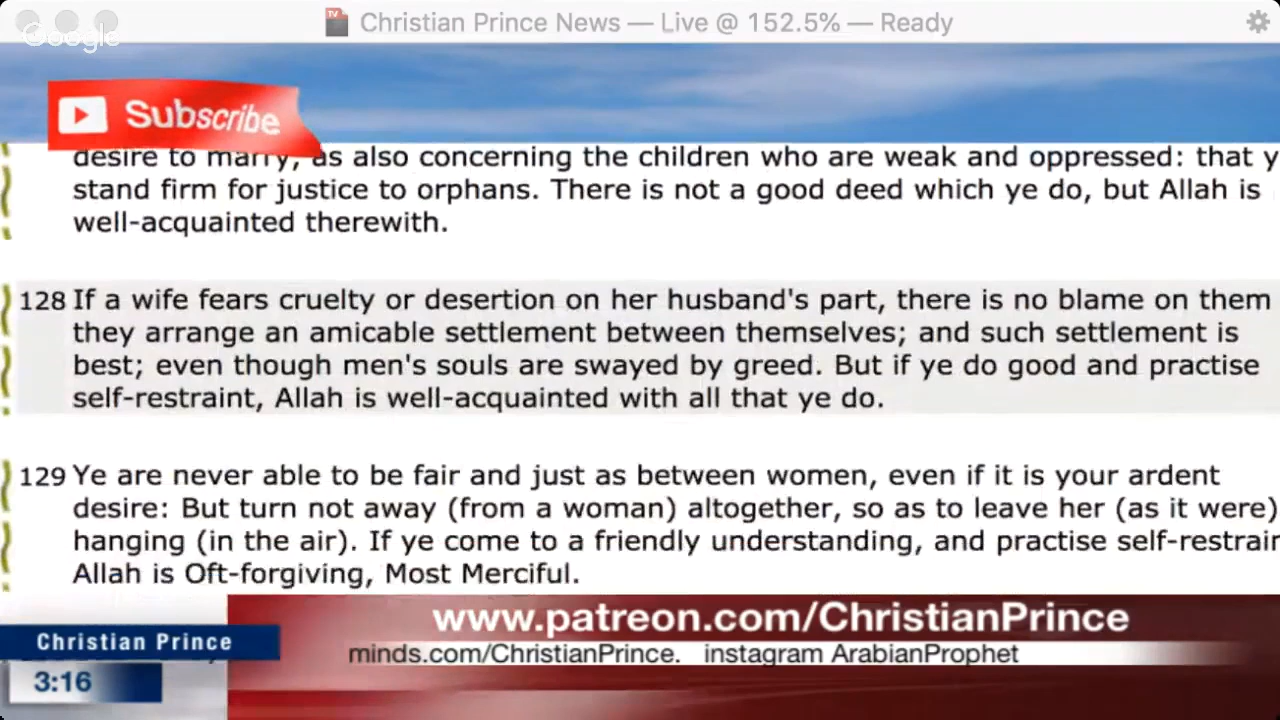 Christian Prince News — Live @ 152.5% — Ready
Google
Subscribe
desire to marry, as also concerning the children who are weak and oppressed: that y
stand firm for justice to orphans. There is not a good deed which ye do, but Allah is
well-acquainted therewith.
128 If a wife fears cruelty or desertion on her husband's part, there is no blame on them
they arrange an amicable settlement between themselves; and such settlement is
best; even though men's souls are swayed by greed. But if ye do good and practise
self-restraint, Allah is well-acquainted with all that ye do.
129 Ye are never able to be fair and just as between women, even if it is your ardent
desire: But turn not away (from a woman) altogether, so as to leave her (as it were)
hanging (in the air). If ye come to a friendly understanding, and practise self-restrain
Allah is Oft-forgiving, Most Merciful.
www.patreon.com/ChristianPrince
Christian Prince
minds.com/ChristianPrince. instagram ArabianProphet
3:16